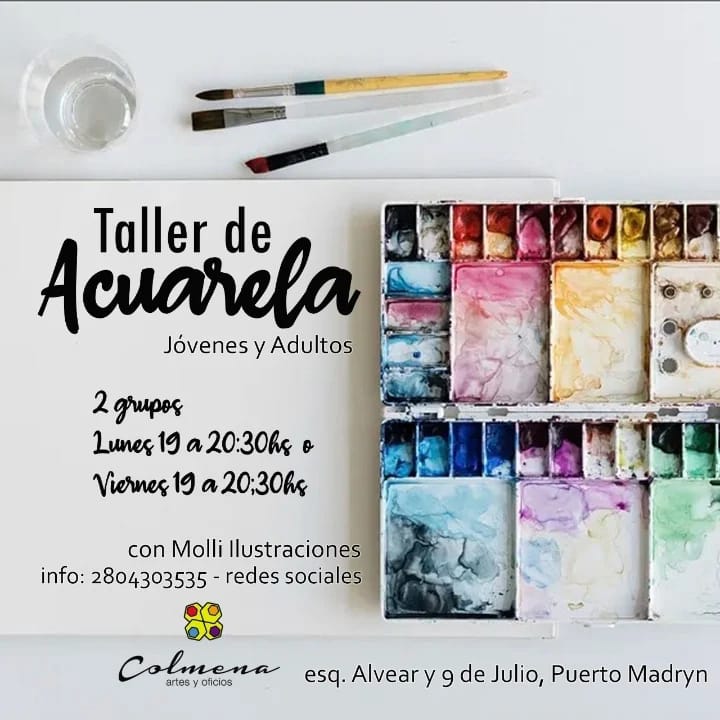 Taller de
Acuarela
Jóvenes y Adultos
2 grupos
Lunes 19 a 20:30hs o
Viernes 19 a 20;30hs
con Molli Ilustraciones
info: 2804303535 - redes sociales
Colmena
artes y oficios
esq. Alvear y 9 de Julio, Puerto Madryn